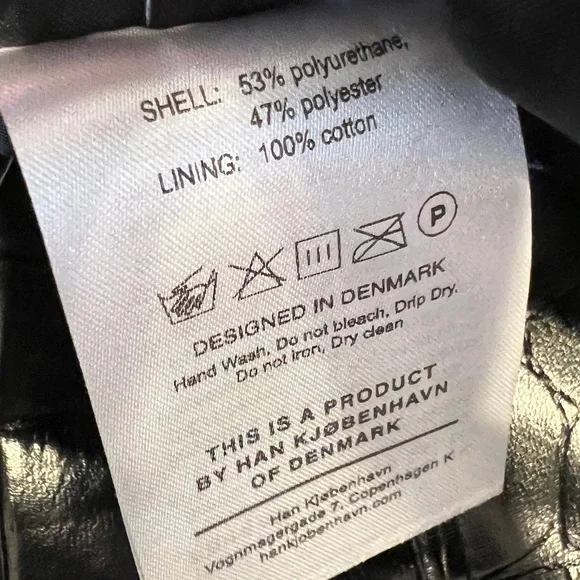 SHELL: 53% polyurethane,
47% polyester
LINING: 100% cotton
P
DESIGNED IN DENMARK
Hand Wash, Do not bleach, Drip Dry,
Do not iron, Dry clean
THIS IS A PRODUCT
BY HAN KJØBENHAVN
OF DENMARK
Han Kjøbenhavn
Vognmagergade 7, Copenhagen K
hankjobenhavn.com